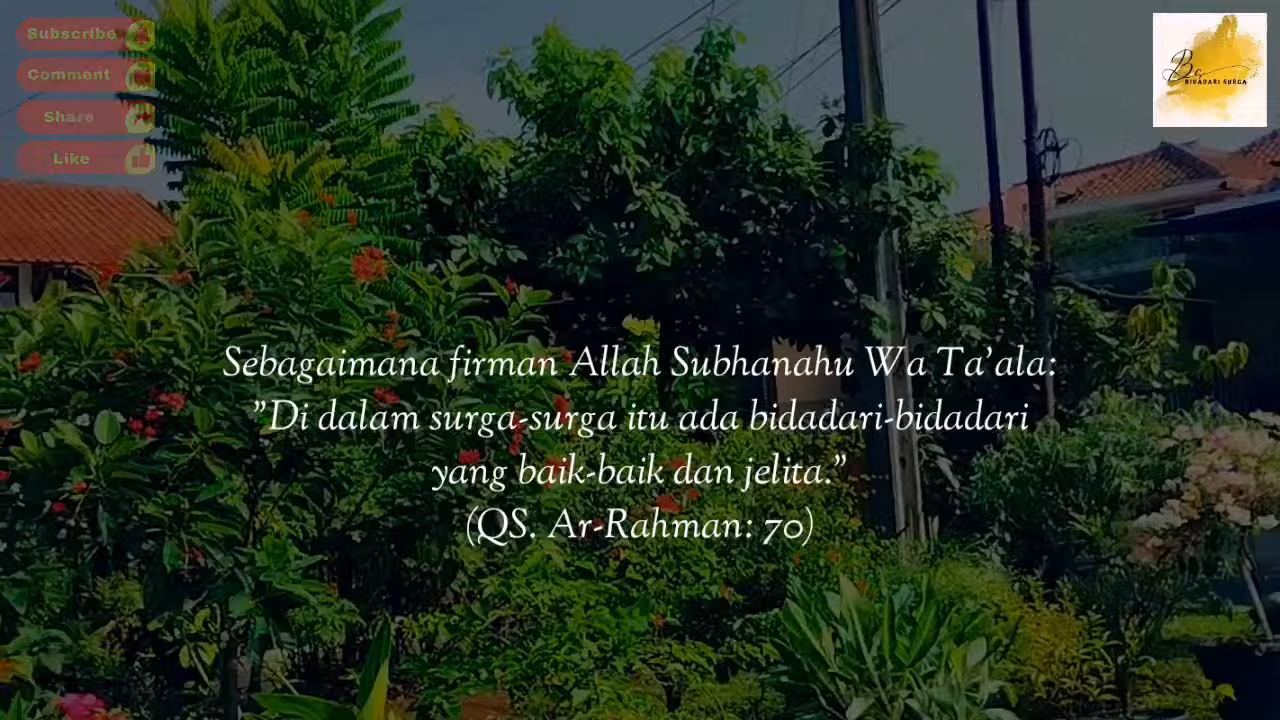 Subscribe
Comment
Share
Like
Bs
BIDADARI SURGA
Sebagaimana firman Allah Subhanahu Wa Ta'ala:
"Di dalam surga-surga itu ada bidadari-bidadari
yang baik-baik dan jelita."
(QS. Ar-Rahman: 70)